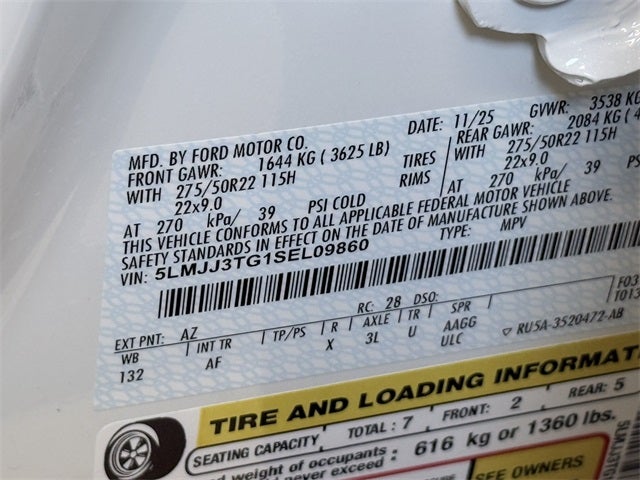 MFD. BY FORD MOTOR CO.
DATE: 11/25 GVWR: 3538 KG
FRONT GAWR: 1644 KG ( 3625 LB)
REAR GAWR: 2084 KG (
WITH 275/50R22 115H TIRES WITH 275/50R22 115H
22x9.0 RIMS 22x9.0
AT 270 kPa/ 39 PSI COLD AT 270 kPa/ 39
THIS VEHICLE CONFORMS TO ALL APPLICABLE FEDERAL MOTOR VEHICLE
SAFETY STANDARDS IN EFFECT ON THE DATE OF MANUFACTURE SHOWN ABOVE.
VIN: 5LMJJ3TG1SEL09860 TYPE: MPV
EXT PNT: AZ RC: 28 DSO:
WB INT TR TP/PS R AXLE TR SPR
132 AF X 3L U AAGG
ULC RU5A-3520472-AB
TIRE AND LOADING INFORMAT
SEATING CAPACITY TOTAL: 7 FRONT: 2 REAR: 5
weight of occupants
never exceed : 616 kg or 1360 lbs.
SEE OWNERS